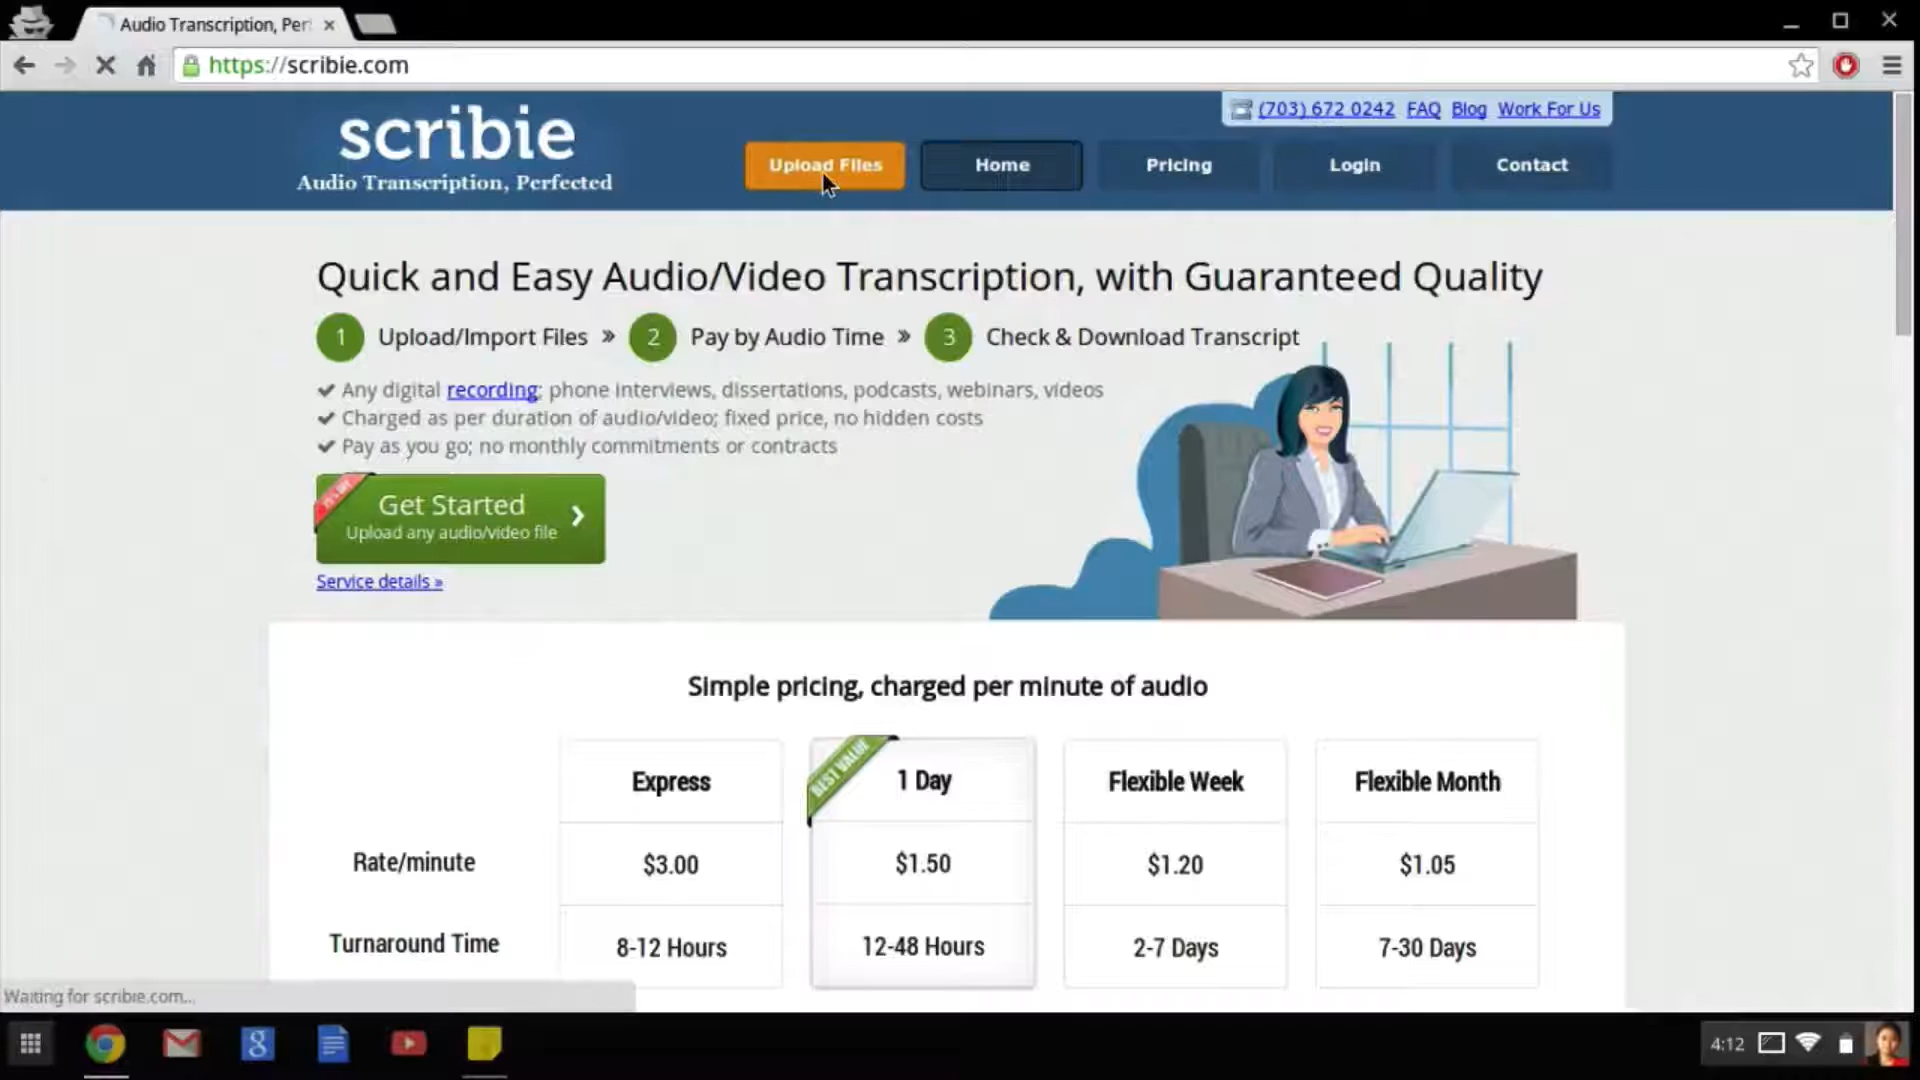 Audio Transcription, Per
https://scribie.com
(703) 672 0242 FAQ Blog Work For Us
scribie
Audio Transcription, Perfected
Upload Files Home Pricing Login Contact
Quick and Easy Audio/Video Transcription, with Guaranteed Quality
1 Upload/Import Files » 2 Pay by Audio Time » 3 Check & Download Transcript
✔ Any digital recording; phone interviews, dissertations, podcasts, webinars, videos
✔ Charged as per duration of audio/video; fixed price, no hidden costs
✔ Pay as you go; no monthly commitments or contracts
Get Started
Upload any audio/video file
Service details »
Simple pricing, charged per minute of audio
BEST VALUE
Express 1 Day Flexible Week Flexible Month
Rate/minute $3.00 $1.50 $1.20 $1.05
Turnaround Time 8-12 Hours 12-48 Hours 2-7 Days 7-30 Days
Waiting for scribie.com...
8
4:12